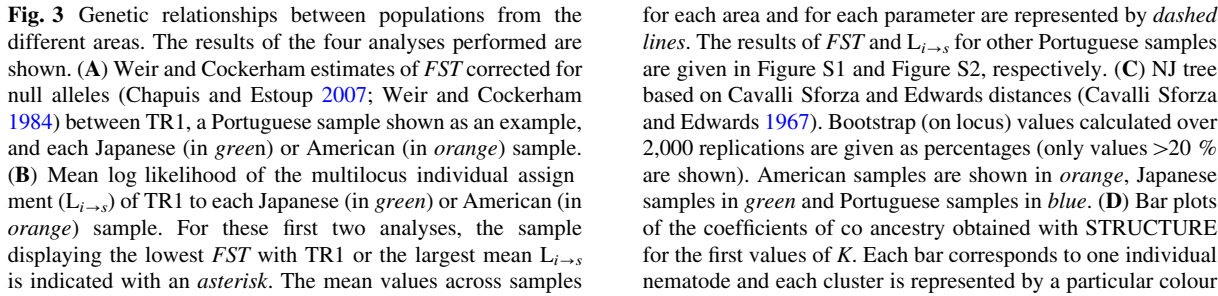 Fig. 3 Genetic relationships between populations from the
different areas. The results of the four analyses performed are
shown. (A) Weir and Cockerham estimates of FST corrected for
null alleles (Chapuis and Estoup 2007; Weir and Cockerham
1984) between TR1, a Portuguese sample shown as an example,
and each Japanese (in green) or American (in orange) sample.
(B) Mean log likelihood of the multilocus individual assign
ment (Li→s) of TR1 to each Japanese (in green) or American (in
orange) sample. For these first two analyses, the sample
displaying the lowest FST with TR1 or the largest mean Li→s
is indicated with an asterisk. The mean values across samples
for each area and for each parameter are represented by dashed
lines. The results of FST and Li→s for other Portuguese samples
are given in Figure S1 and Figure S2, respectively. (C) NJ tree
based on Cavalli Sforza and Edwards distances (Cavalli Sforza
and Edwards 1967). Bootstrap (on locus) values calculated over
2,000 replications are given as percentages (only values >20 %
are shown). American samples are shown in orange, Japanese
samples in green and Portuguese samples in blue. (D) Bar plots
of the coefficients of co ancestry obtained with STRUCTURE
for the first values of K. Each bar corresponds to one individual
nematode and each cluster is represented by a particular colour